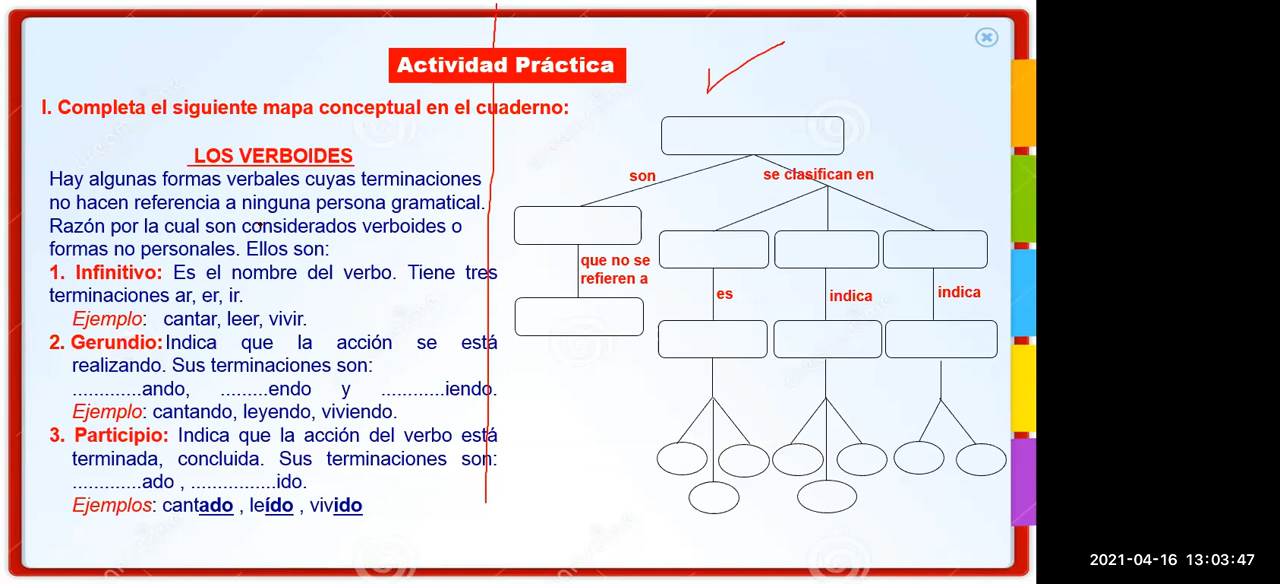 Actividad Práctica
I. Completa el siguiente mapa conceptual en el cuaderno:
LOS VERBOIDES
Hay algunas formas verbales cuyas terminaciones
no hacen referencia a ninguna persona gramatical.
Razón por la cual son considerados verboides o
formas no personales. Ellos son:
1. Infinitivo: Es el nombre del verbo. Tiene tres
terminaciones ar, er, ir.
Ejemplo: cantar, leer, vivir.
2. Gerundio: Indica que la acción se está
realizando. Sus terminaciones son:
.............ando, .........endo y ............iendo.
Ejemplo: cantando, leyendo, viviendo.
3. Participio: Indica que la acción del verbo está
terminada, concluida. Sus terminaciones son:
.............ado , ................ido.
Ejemplos: cantado , leído , vivido
son
se clasifican en
que no se
refieren a
es
indica
indica
2021-04-16 13:03:47